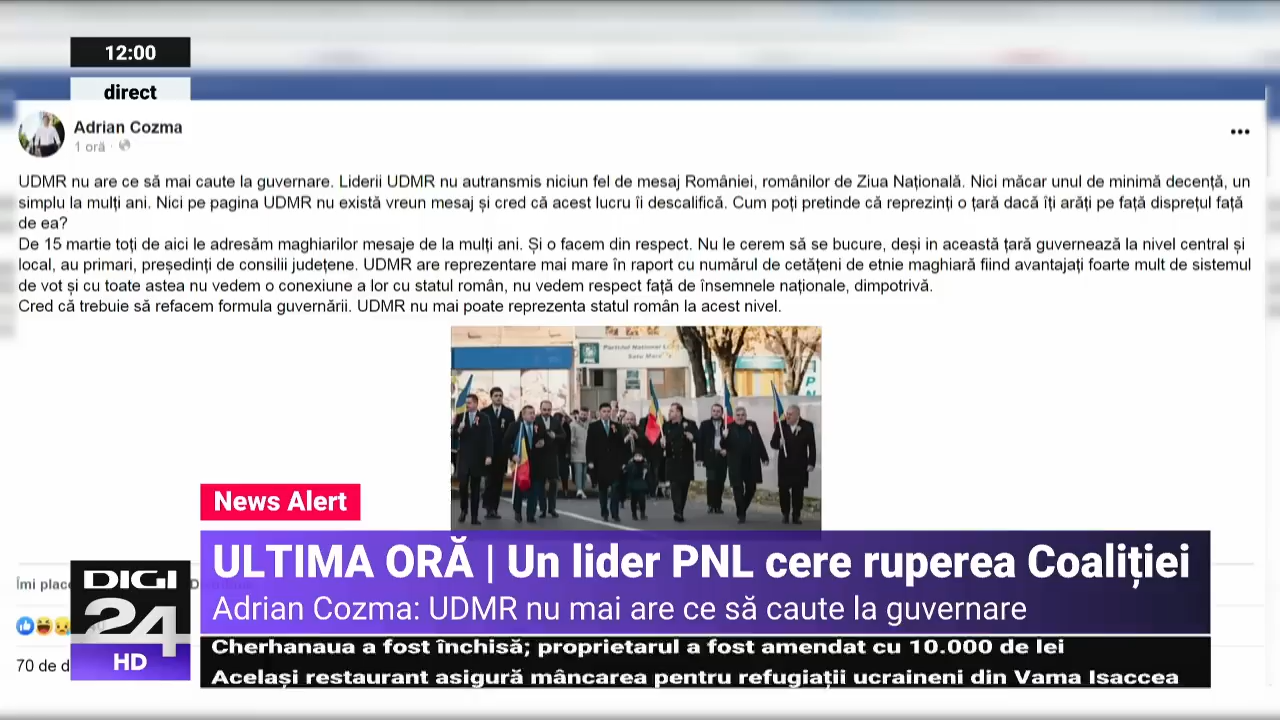 12:00
direct
Adrian Cozma
1 oră
UDMR nu are ce să mai caute la guvernare. Liderii UDMR nu autransmis niciun fel de mesaj României, românilor de Ziua Națională. Nici măcar unul de minimă decență, un
simplu la mulți ani. Nici pe pagina UDMR nu există vreun mesaj și cred că acest lucru îi descalifică. Cum poți pretinde că reprezinți o țară dacă îți arăți pe față disprețul față
de ea?
De 15 martie toți de aici le adresăm maghiarilor mesaje de la mulți ani. Și o facem din respect. Nu le cerem să se bucure, deși in această țară guvernează la nivel central și
local, au primari, președinți de consilii județene. UDMR are reprezentare mai mare în raport cu numărul de cetățeni de etnie maghiară fiind avantajați foarte mult de sistemul
de vot și cu toate astea nu vedem o conexiune a lor cu statul român, nu vedem respect față de însemnele naționale, dimpotrivă.
Cred că trebuie să refacem formula guvernării. UDMR nu mai poate reprezenta statul român la acest nivel.
PNL
Partidul Național
Satu Mare
News Alert
ULTIMA ORĂ | Un lider PNL cere ruperea Coaliției
Adrian Cozma: UDMR nu mai are ce să caute la guvernare
Îmi place
DIGI
24
HD
70 de
Cherhanaua a fost închisă; proprietarul a fost amendat cu 10.000 de lei
Același restaurant asigură mâncarea pentru refugiații ucraineni din Vama Isaccea